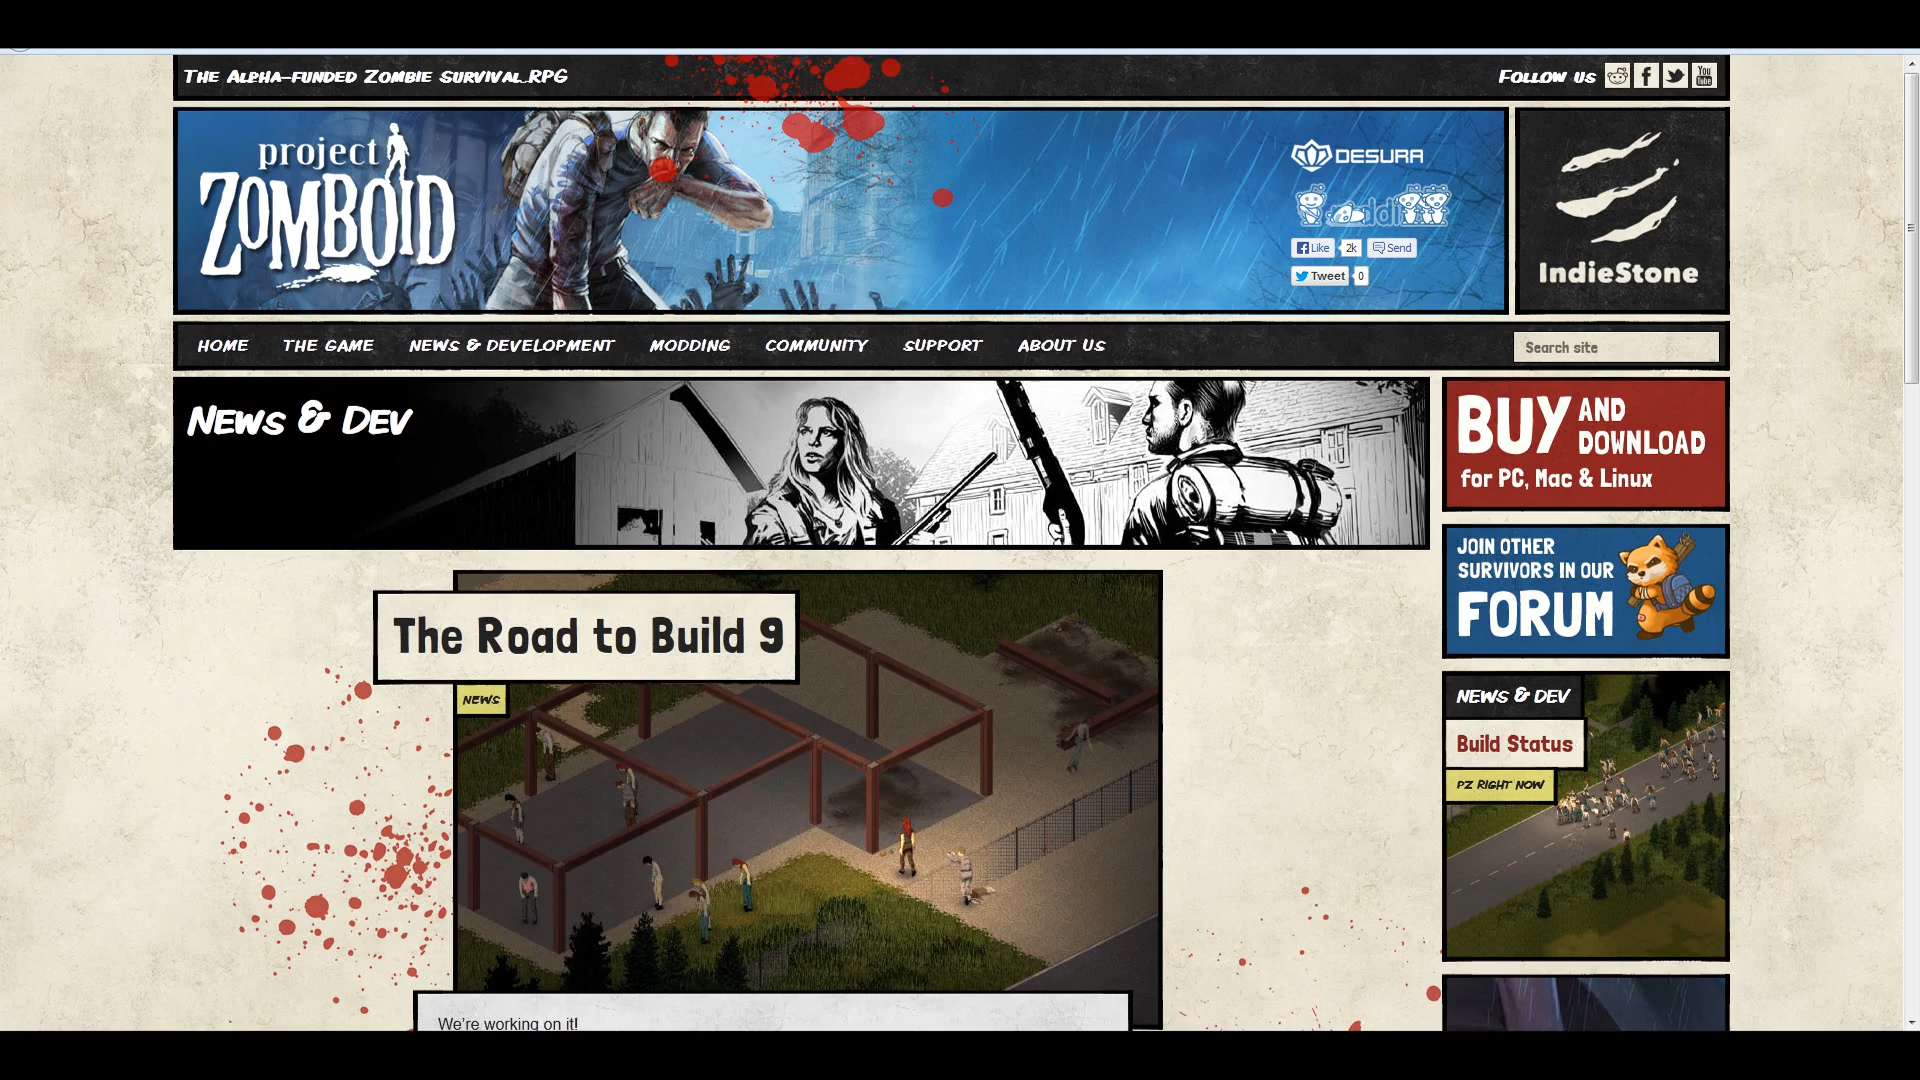 The Alpha-funded Zombie Survival RPG
Follow us
You
Tube
project
ZOMBOID
DESURA
reddit
Like
2k
Send
Tweet
0
IndieStone
HOME
THE GAME
NEWS & DEVELOPMENT
MODDING
COMMUNITY
SUPPORT
ABOUT US
Search site
News & Dev
BUY AND
DOWNLOAD
for PC, Mac & Linux
JOIN OTHER
SURVIVORS IN OUR
FORUM
The Road to Build 9
NEWS
NEWS & DEV
Build Status
PZ RIGHT NOW
We're working on it!